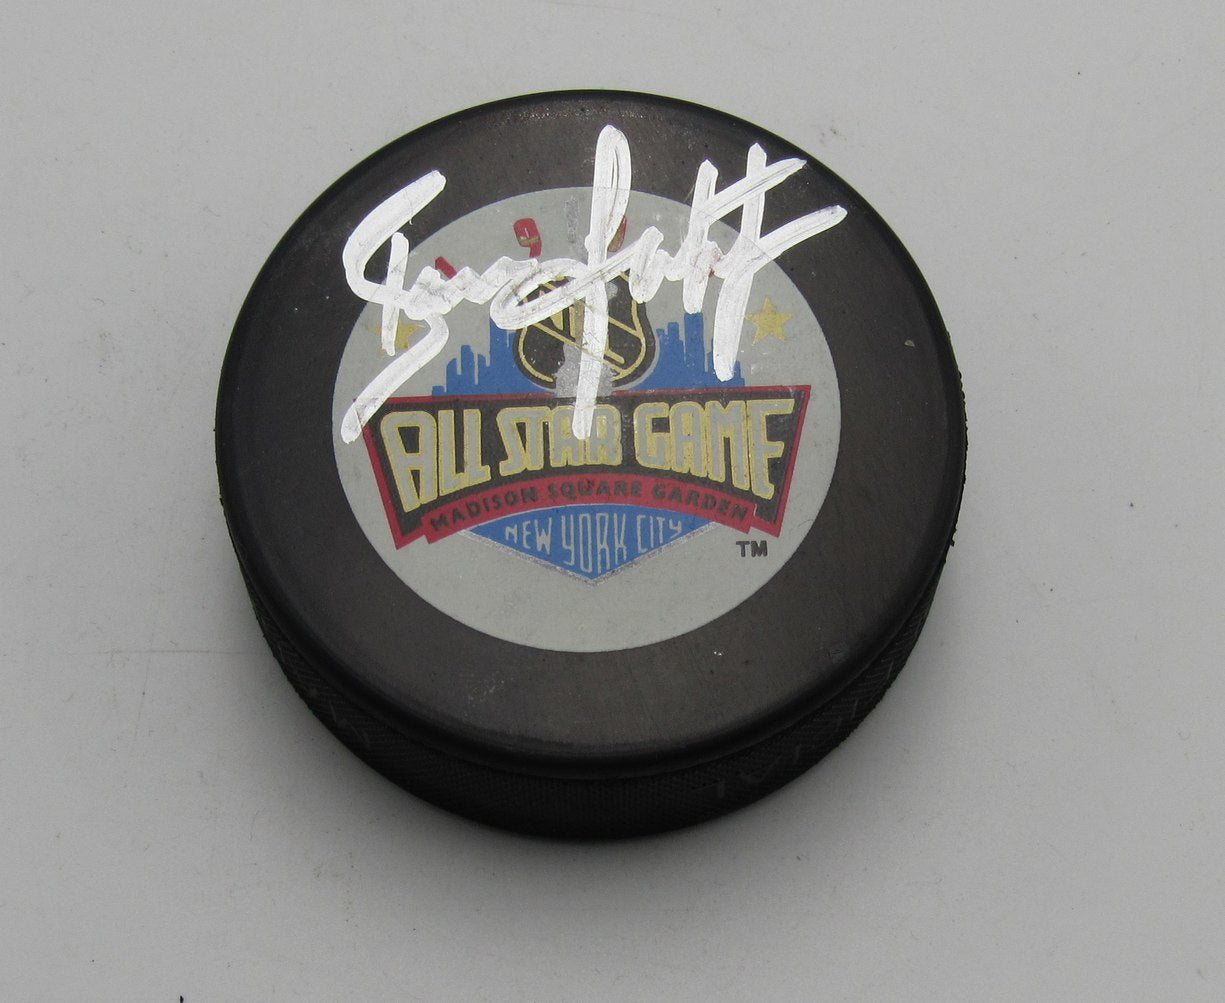 ALL STAR GAME
MADISON SQUARE GARDEN
NEW YORK CITY
TM